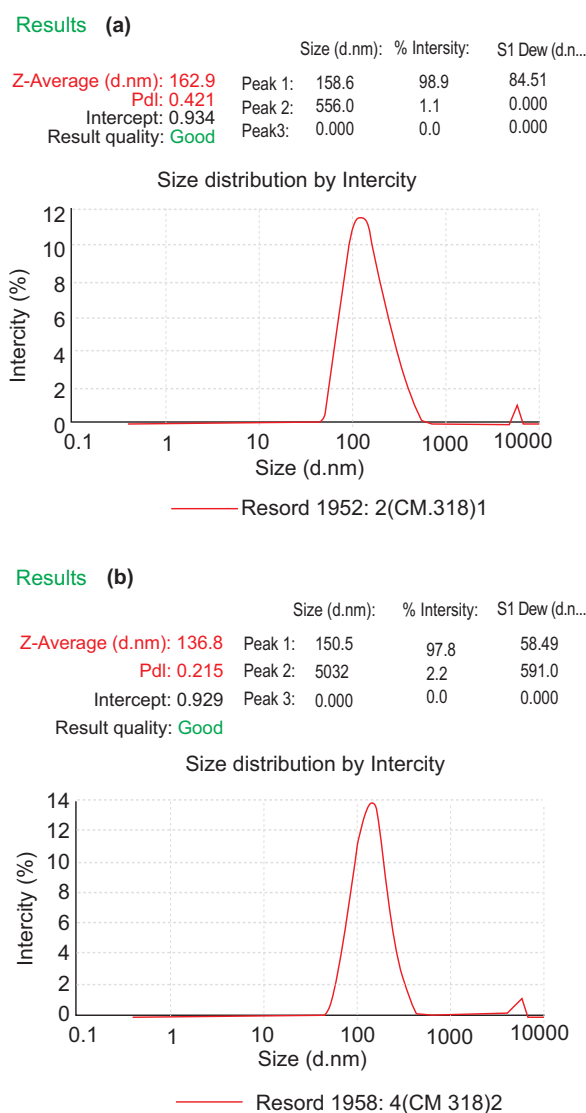 Results (a)
Size (d.nm): % Intersity: S1 Dew (d.n...
Z-Average (d.nm): 162.9 Peak 1: 158.6 98.9 84.51
PdI: 0.421 Peak 2: 556.0 1.1 0.000
Intercept: 0.934 Peak3: 0.000 0.0 0.000
Result quality: Good
Size distribution by Intercity
12
10
8
6
4
2
0
Intercity (%)
0.1 1 10 100 1000 10000
Size (d.nm)
Resord 1952: 2(CM.318)1
Results (b)
Size (d.nm): % Intersity: S1 Dew (d.n...
Z-Average (d.nm): 136.8 Peak 1: 150.5 97.8 58.49
PdI: 0.215 Peak 2: 5032 2.2 591.0
Intercept: 0.929 Peak 3: 0.000 0.0 0.000
Result quality: Good
Size distribution by Intercity
14
12
10
8
6
4
2
0
Intercity (%)
0.1 1 10 100 1000 10000
Size (d.nm)
Resord 1958: 4(CM 318)2